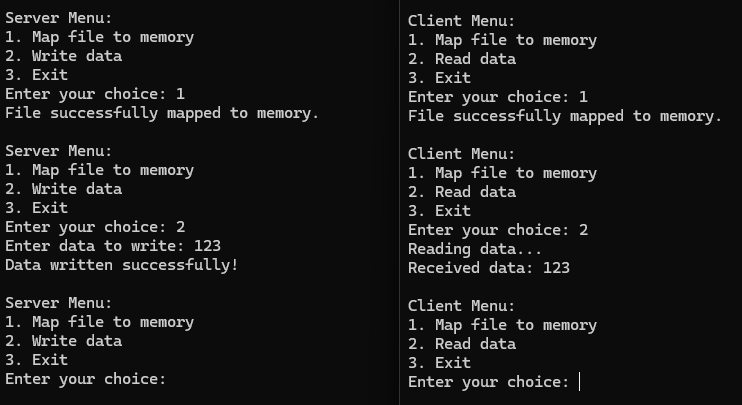 Server Menu:
1. Map file to memory
2. Write data
3. Exit
Enter your choice: 1
File successfully mapped to memory.
Server Menu:
1. Map file to memory
2. Write data
3. Exit
Enter your choice: 2
Enter data to write: 123
Data written successfully!
Server Menu:
1. Map file to memory
2. Write data
3. Exit
Enter your choice:
Client Menu:
1. Map file to memory
2. Read data
3. Exit
Enter your choice: 1
File successfully mapped to memory.
Client Menu:
1. Map file to memory
2. Read data
3. Exit
Enter your choice: 2
Reading data...
Received data: 123
Client Menu:
1. Map file to memory
2. Read data
3. Exit
Enter your choice: